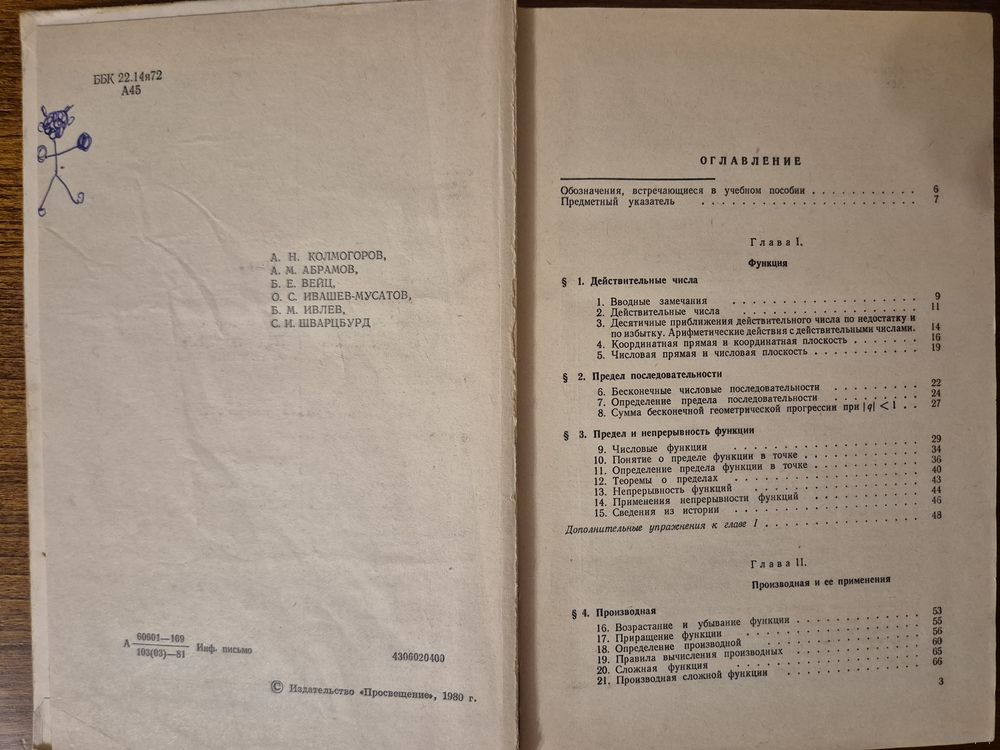 ББК 22.14я72
А45
А. Н. КОЛМОГОРОВ,
А. М. АБРАМОВ,
Б. Е. ВЕЙЦ,
О. С. ИВАШЕВ-МУСАТОВ,
Б. М. ИВЛЕВ,
С. И. ШВАРЦБУРД
А 60601—169
103(03)—81 Инф. письмо 4306020400
© Издательство «Просвещение», 1980 г.
ОГЛАВЛЕНИЕ
Обозначения, встречающиеся в учебном пособии . . . . . . . . . . . 6
Предметный указатель . . . . . . . . . . . . . . . . . . . . . . 7
Глава I.
Функция
§ 1. Действительные числа
1. Вводные замечания . . . . . . . . . . . . . . . . . . . 9
2. Действительные числа . . . . . . . . . . . . . . . . . 11
3. Десятичные приближения действительного числа по недостатку и
по избытку. Арифметические действия с действительными числами. 14
4. Координатная прямая и координатная плоскость . . . . . . . 16
5. Числовая прямая и числовая плоскость . . . . . . . . . . . 19
§ 2. Предел последовательности
6. Бесконечные числовые последовательности . . . . . . . . . 22
7. Определение предела последовательности . . . . . . . . . . 24
8. Сумма бесконечной геометрической прогрессии при |q| < 1 . . 27
§ 3. Предел и непрерывность функции
9. Числовые функции . . . . . . . . . . . . . . . . . . . 29
10. Понятие о пределе функции в точке . . . . . . . . . . . . 34
11. Определение предела функции в точке . . . . . . . . . . . 36
12. Теоремы о пределах . . . . . . . . . . . . . . . . . . 40
13. Непрерывность функций . . . . . . . . . . . . . . . . 43
14. Применения непрерывности функций . . . . . . . . . . . 44
15. Сведения из истории . . . . . . . . . . . . . . . . . . 46
Дополнительные упражнения к главе I . . . . . . . . . . . . . . . 48
Глава II.
Производная и ее применения
§ 4. Производная
16. Возрастание и убывание функции . . . . . . . . . . . . 53
17. Приращение функции . . . . . . . . . . . . . . . . . 55
18. Определение производной . . . . . . . . . . . . . . . 56
19. Правила вычисления производных . . . . . . . . . . . . 60
20. Сложная функция . . . . . . . . . . . . . . . . . . . 65
21. Производная сложной функции . . . . . . . . . . . . . 66
3